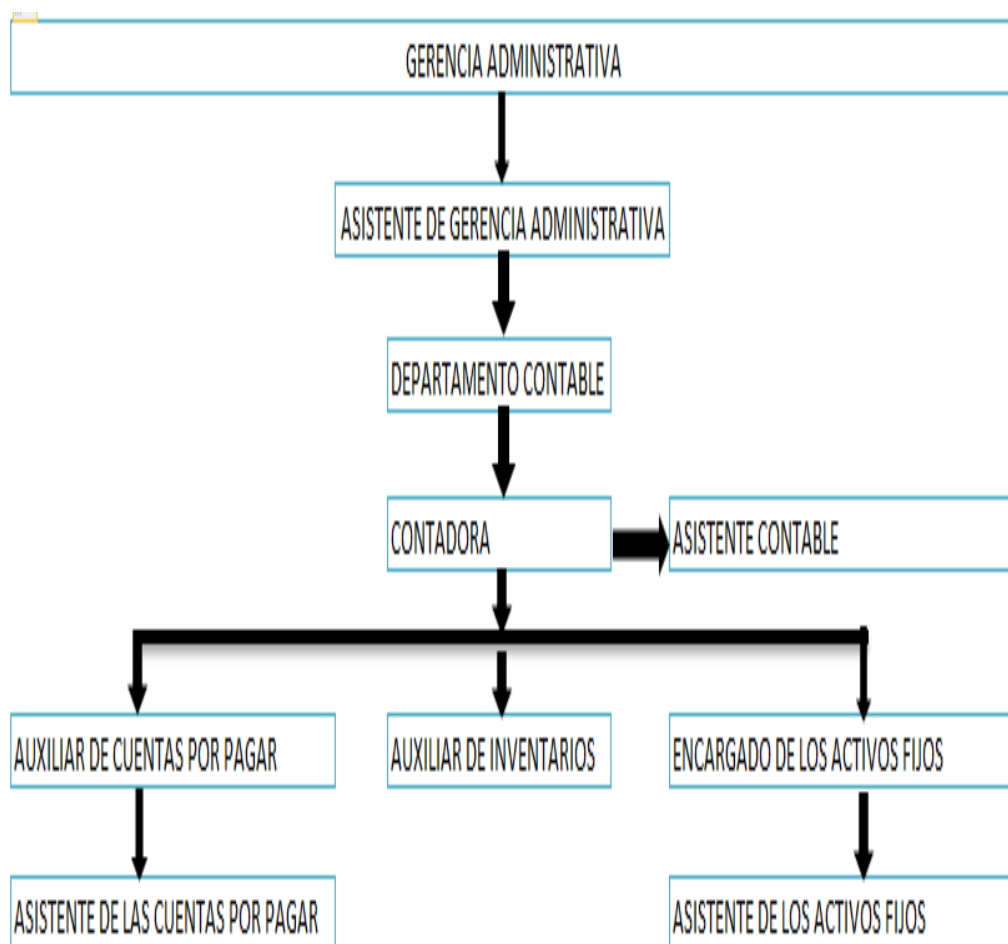 GERENCIA ADMINISTRATIVA
ASISTENTE DE GERENCIA ADMINISTRATIVA
DEPARTAMENTO CONTABLE
CONTADORA
ASISTENTE CONTABLE
AUXILIAR DE CUENTAS POR PAGAR
AUXILIAR DE INVENTARIOS
ENCARGADO DE LOS ACTIVOS FIJOS
ASISTENTE DE LAS CUENTAS POR PAGAR
ASISTENTE DE LOS ACTIVOS FIJOS